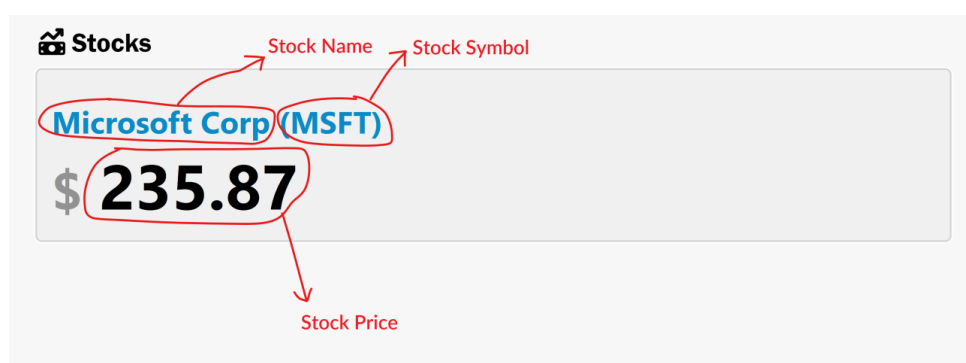 Stocks
Stock Name
Stock Symbol
Microsoft Corp (MSFT)
$ 235.87
Stock Price